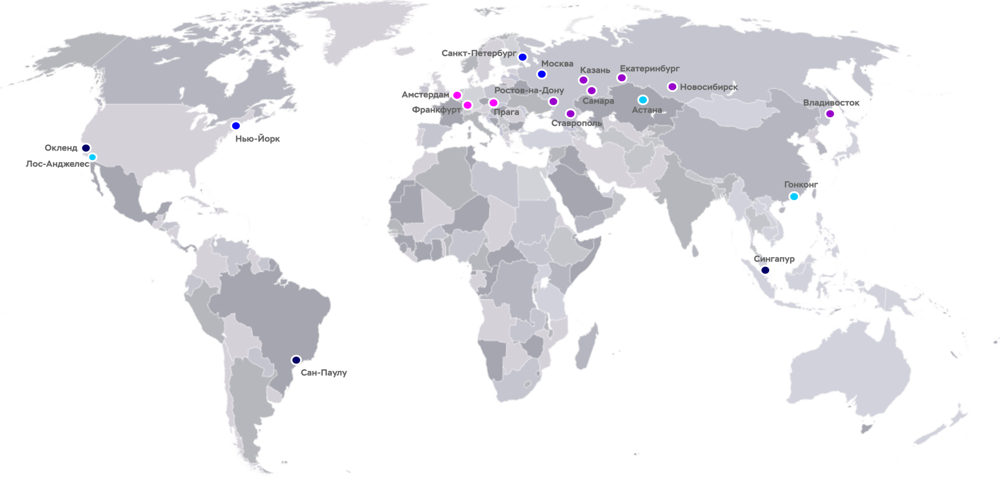 Санкт-Петербург
Москва
Казань
Екатеринбург
Новосибирск
Амстердам
Ростов-на-Дону
Самара
Франкфурт
Прага
Астана
Владивосток
Ставрополь
Нью-Йорк
Окленд
Лос-Анджелес
Гонконг
Сингапур
Сан-Паулу